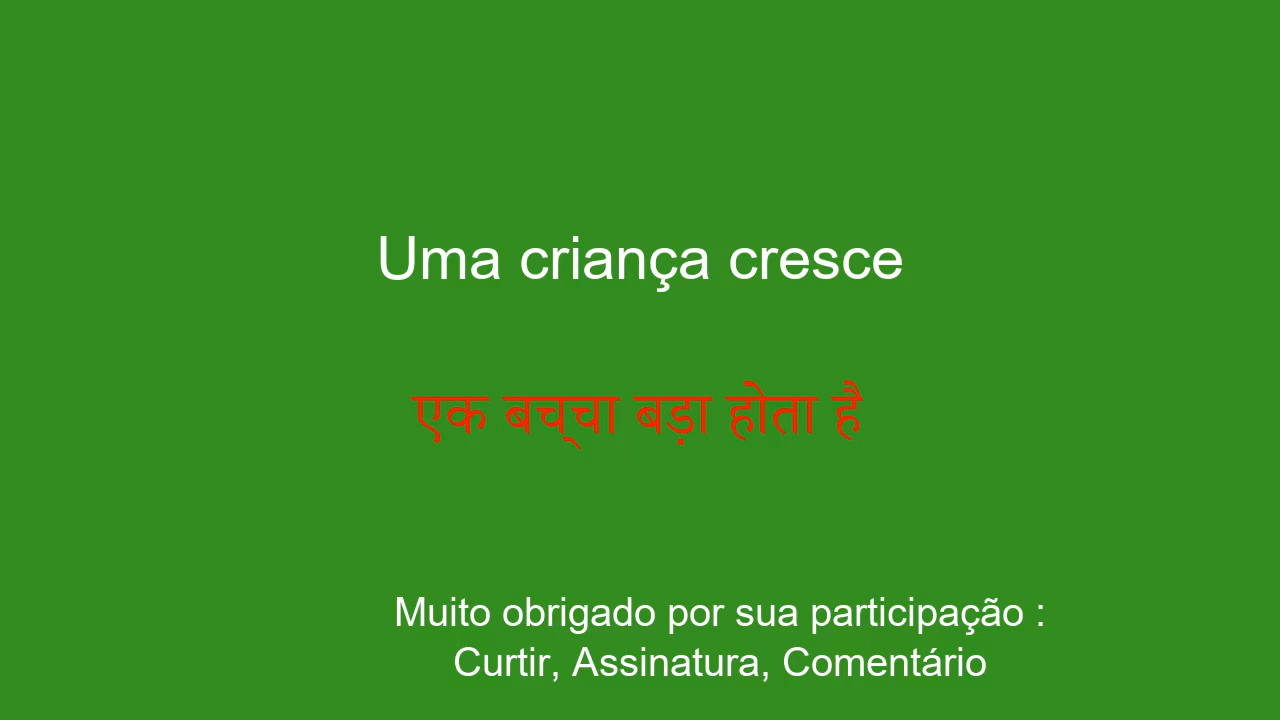 Uma criança cresce
एक बच्चा बड़ा होता है
Muito obrigado por sua participação :
Curtir, Assinatura, Comentário